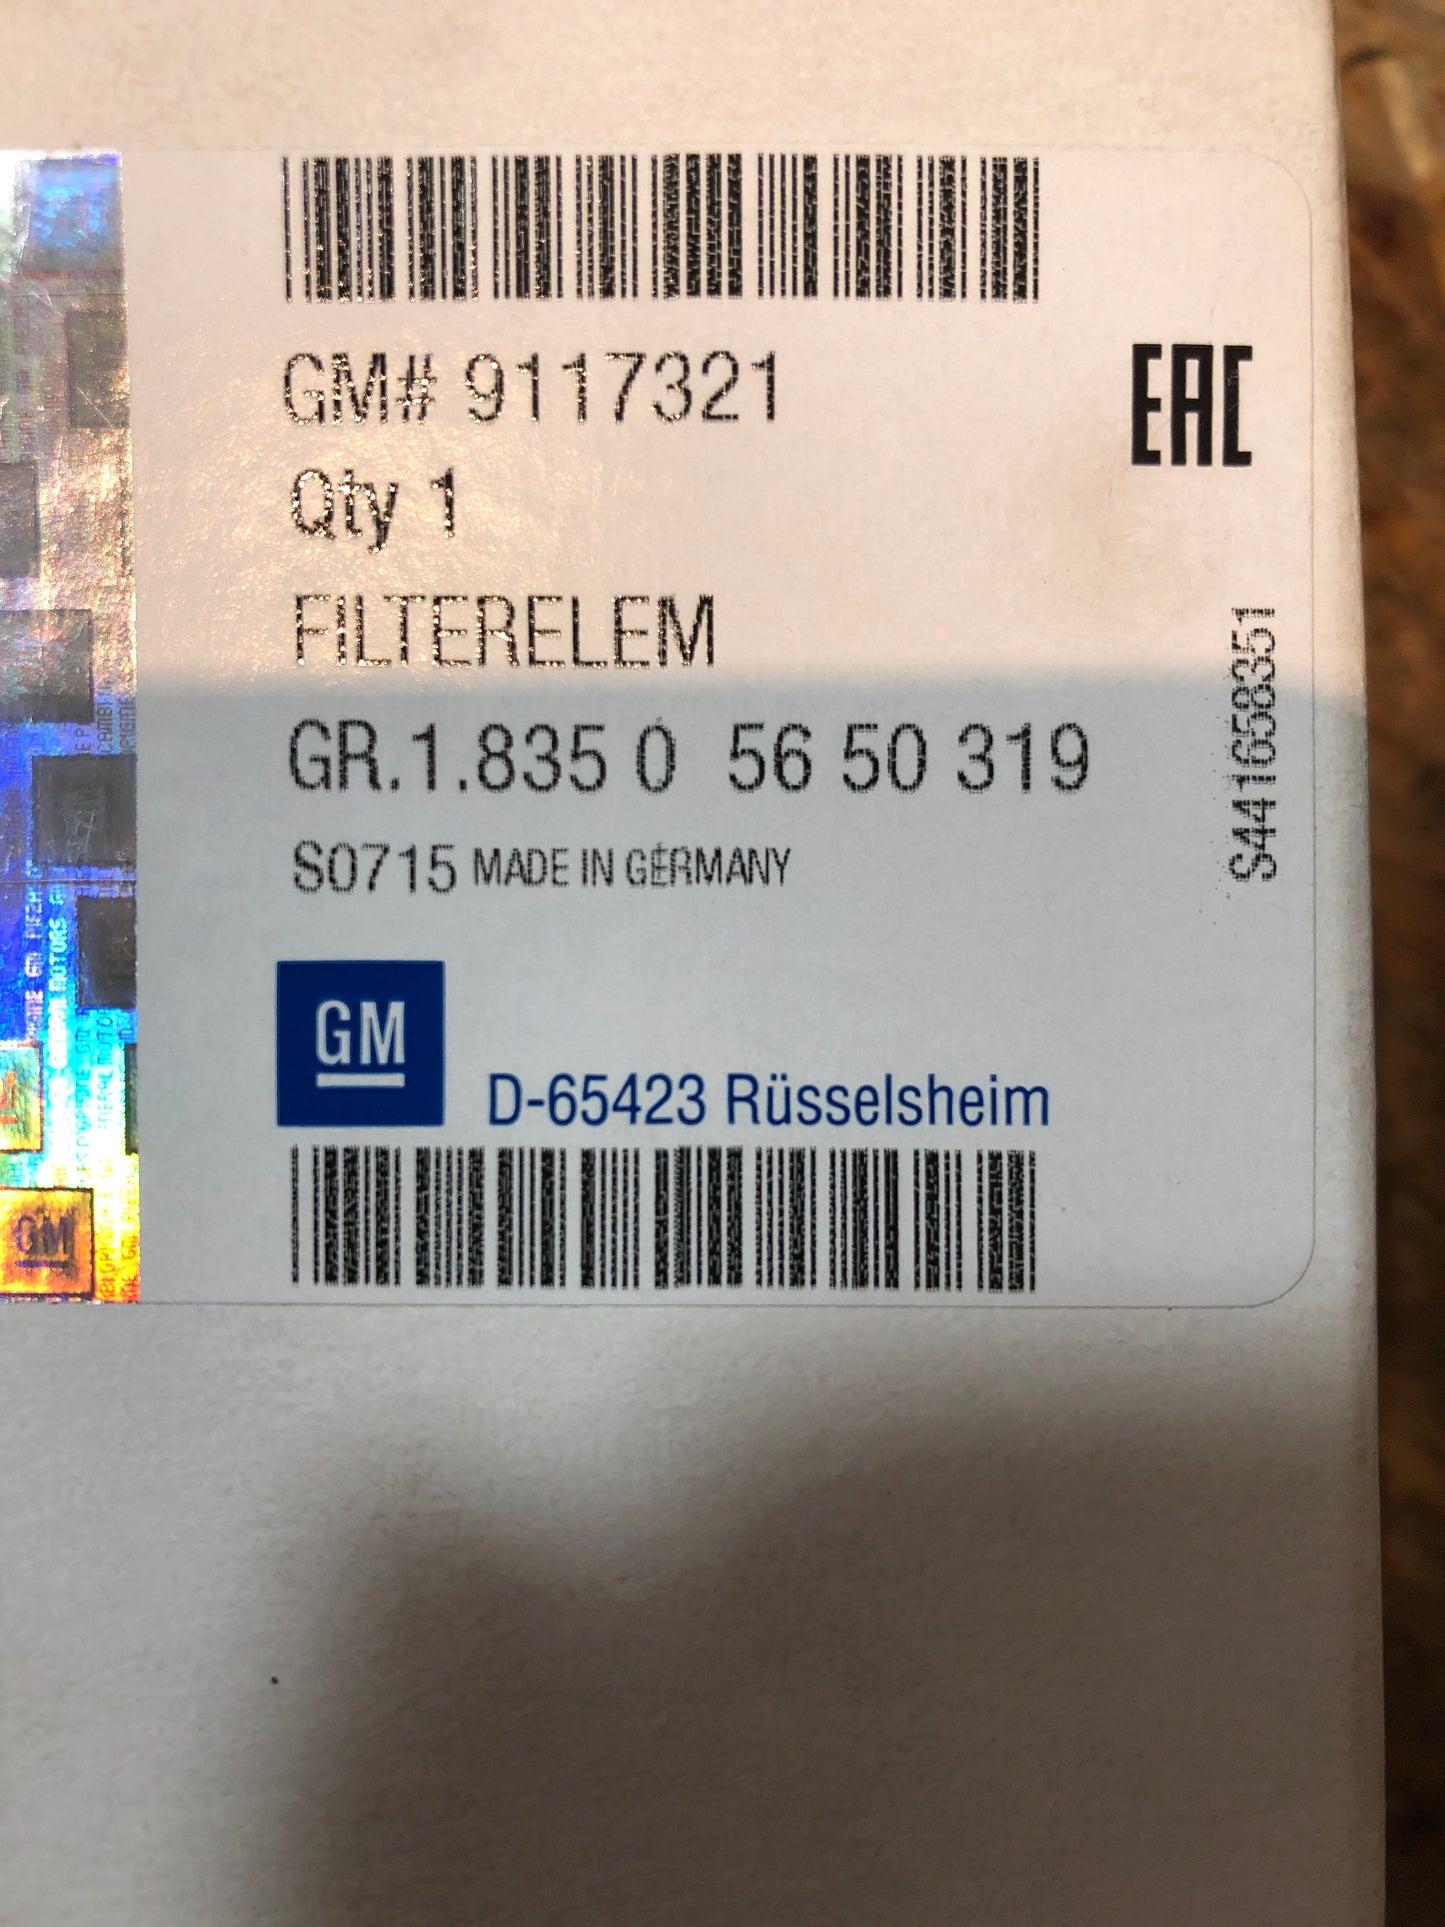 GM# 9117321
EAC
Qty 1
FILTERELEM
GR.1.835 0 56 50 319
S0715 MADE IN GERMANY
S441658351
GM
D-65423 Rüsselsheim
GM